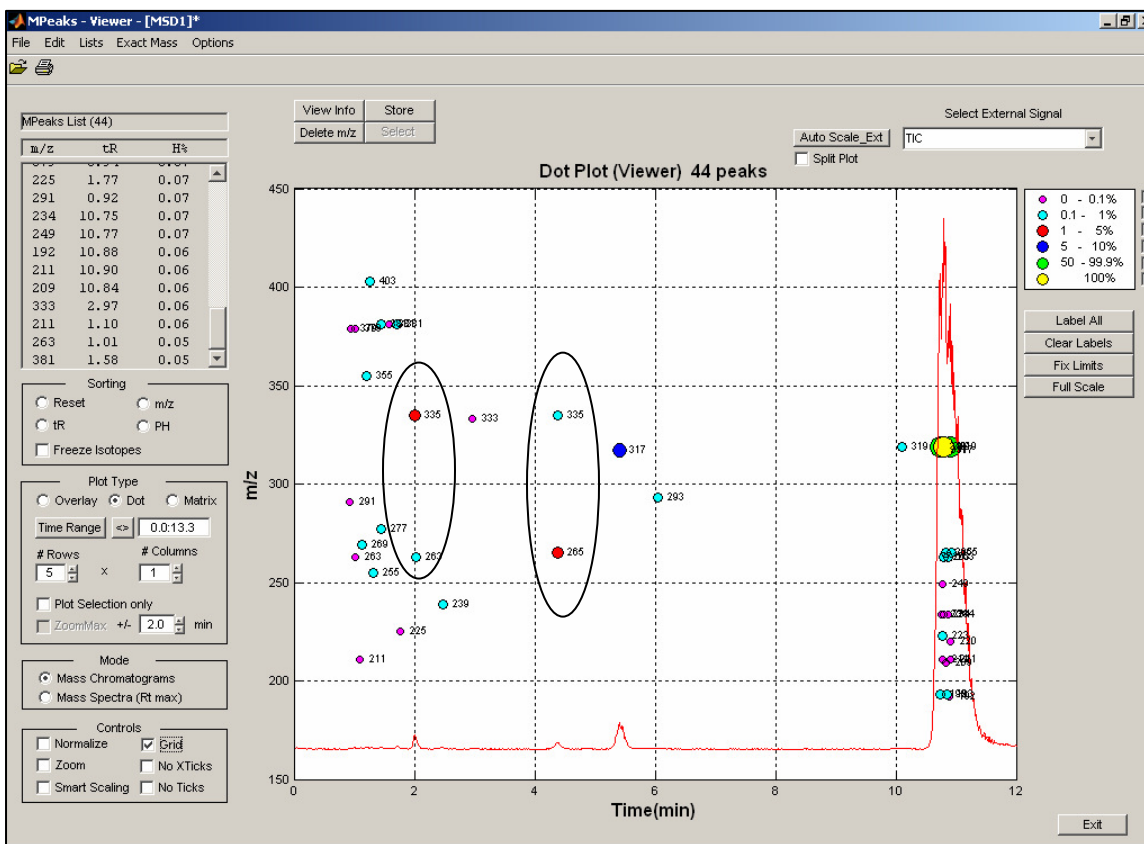 MPeaks - Viewer - [MSD1]*
File Edit Lists Exact Mass Options
MPeaks List (44)
m/z tR H%
225 1.77 0.07
291 0.92 0.07
234 10.75 0.07
249 10.77 0.07
192 10.88 0.06
211 10.90 0.06
209 10.84 0.06
333 2.97 0.06
211 1.10 0.06
263 1.01 0.05
381 1.58 0.05
Sorting
Reset m/z
tR PH
Freeze Isotopes
Plot Type
Overlay Dot Matrix
Time Range <> 0.0:13.3
# Rows # Columns
5 x 1
Plot Selection only
ZoomMax +/- 2.0 min
Mode
Mass Chromatograms
Mass Spectra (Rt max)
Controls
Normalize Grid
Zoom No XTicks
Smart Scaling No Ticks
View Info Store
Delete m/z Select
Select External Signal
Auto Scale_Ext TIC
Split Plot
Dot Plot (Viewer) 44 peaks
450
400
350
300
250
200
150
m/z
403
355
335
333
335
317
319
293
291
277
269
263
263
265
255
239
225
211
249
223
220
0 2 4 6 8 10 12
Time(min)
0 - 0.1%
0.1 - 1%
1 - 5%
5 - 10%
50 - 99.9%
100%
Label All
Clear Labels
Fix Limits
Full Scale
Exit